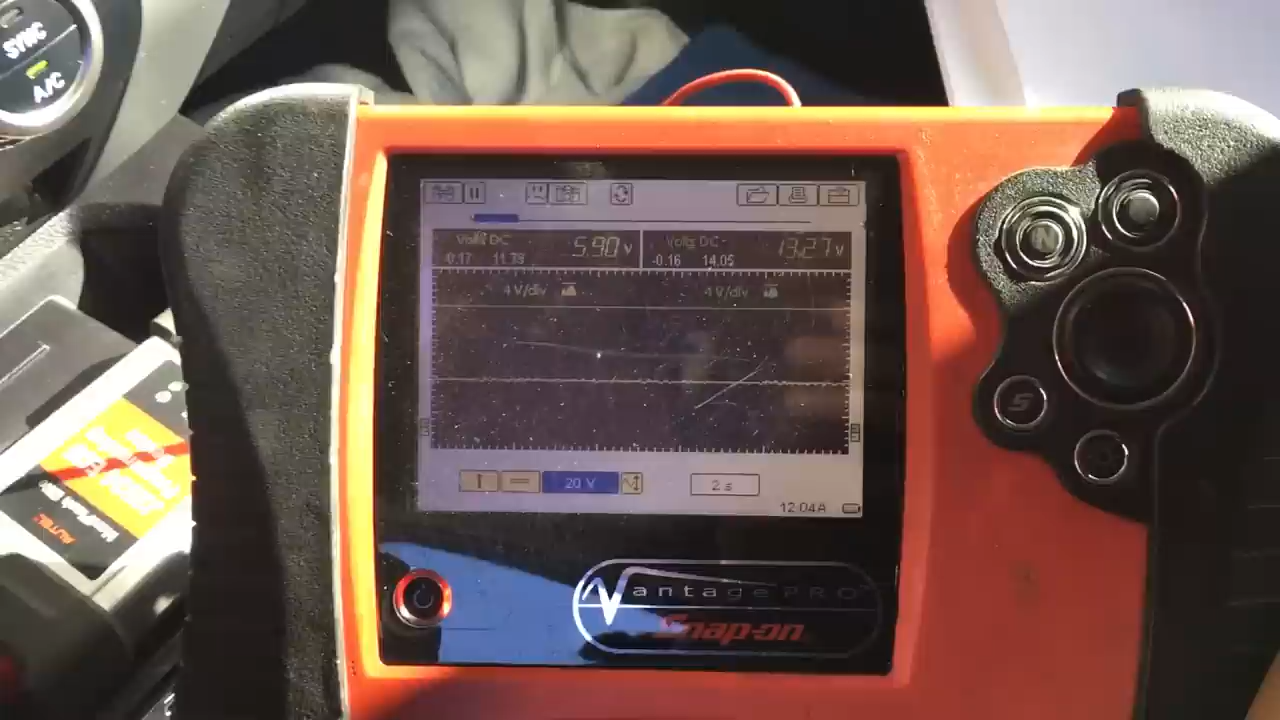 SYNC
A/C
Volts DC 5.90 v
-0.17 11.78
Volts DC 13.27 v
-0.16 14.05
4 V/div
4 V/div
20 V
2 s
12:04A
N
S
VantagePRO
Snap-on
AUTEL